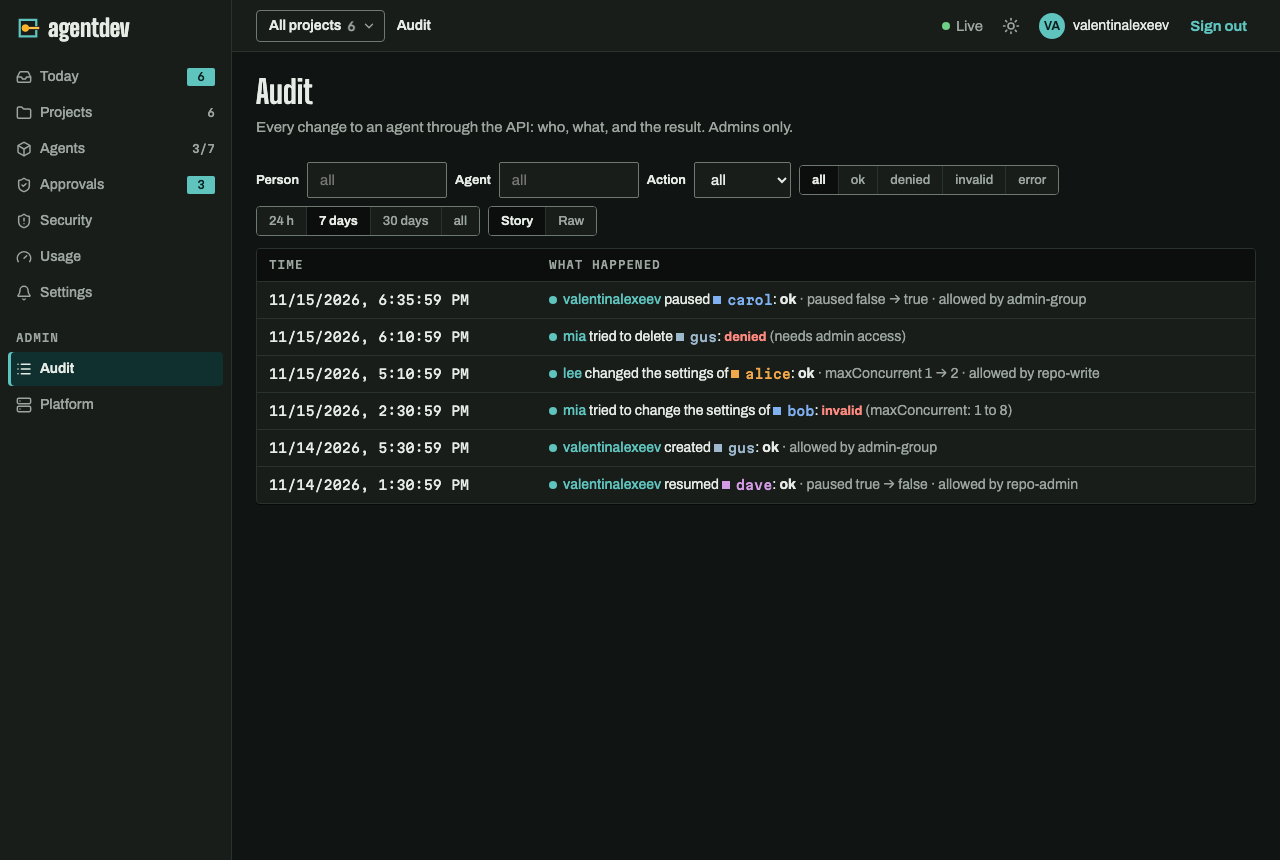 agentdev
All projects 6
Audit
Live
VA
valentinalexeev
Sign out
Today 6
Projects 6
Agents 3/7
Approvals 3
Security
Usage
Settings
ADMIN
Audit
Platform
Audit
Every change to an agent through the API: who, what, and the result. Admins only.
Person all Agent all Action all all ok denied invalid error
24 h 7 days 30 days all Story Raw
TIME WHAT HAPPENED
11/15/2026, 6:35:59 PM valentinalexeev paused carol: ok · paused false → true · allowed by admin-group
11/15/2026, 6:10:59 PM mia tried to delete gus: denied (needs admin access)
11/15/2026, 5:10:59 PM lee changed the settings of alice: ok · maxConcurrent 1 → 2 · allowed by repo-write
11/15/2026, 2:30:59 PM mia tried to change the settings of bob: invalid (maxConcurrent: 1 to 8)
11/14/2026, 5:30:59 PM valentinalexeev created gus: ok · allowed by admin-group
11/14/2026, 1:30:59 PM valentinalexeev resumed dave: ok · paused true → false · allowed by repo-admin